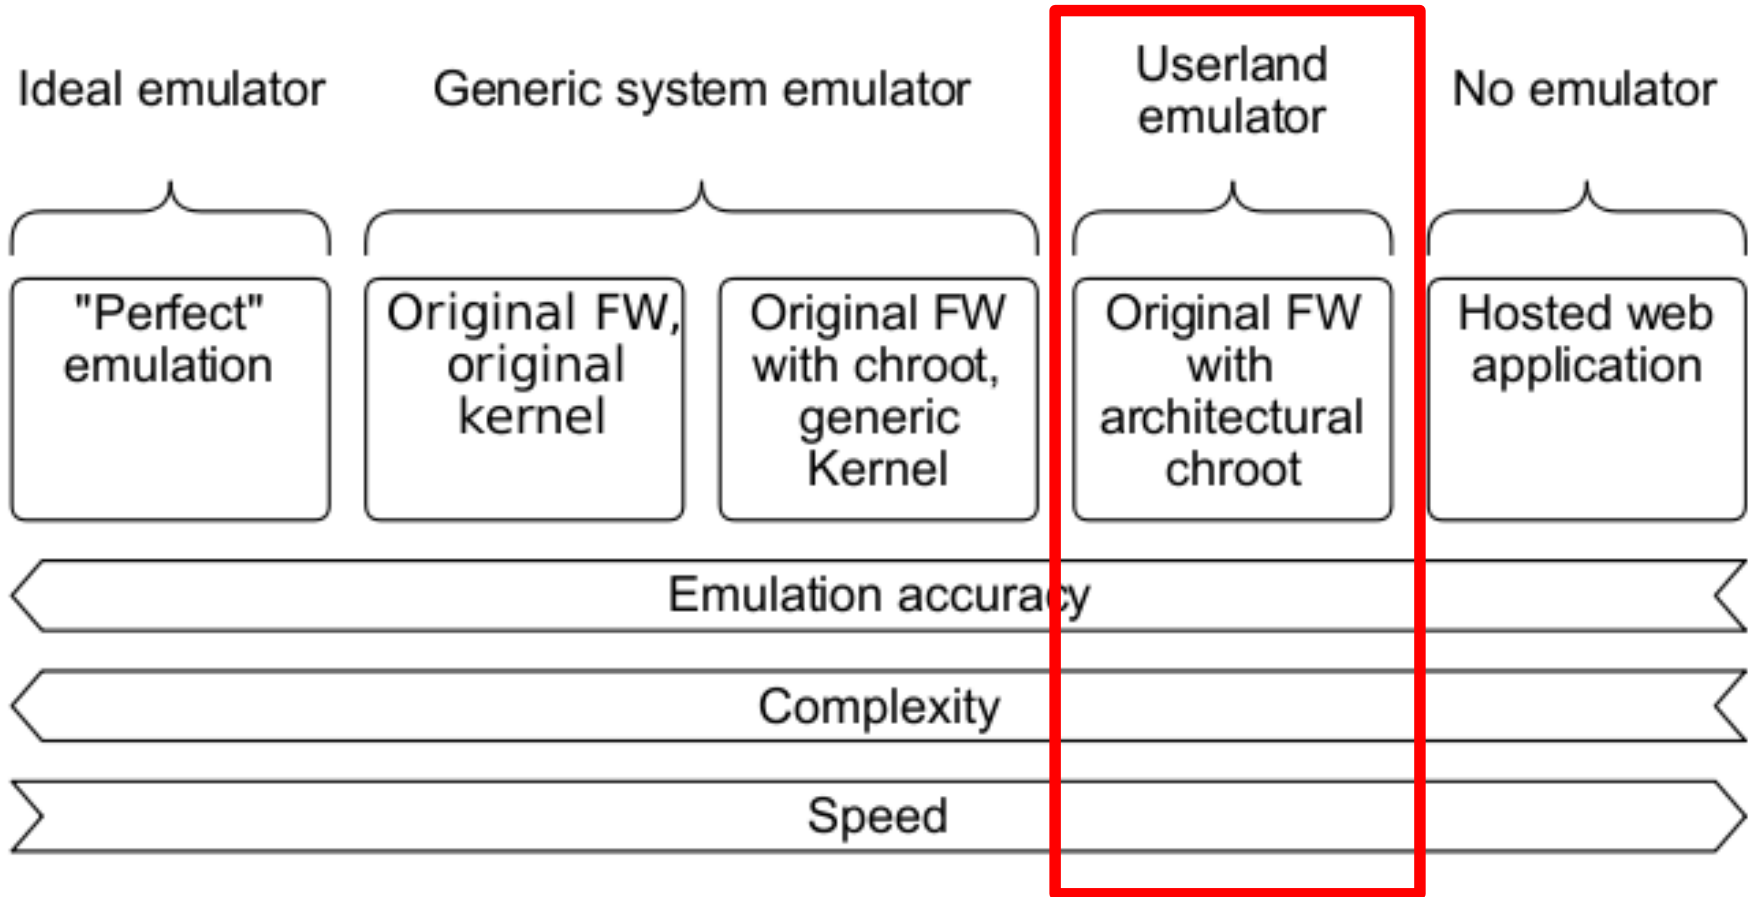 Ideal emulator
Generic system emulator
Userland
emulator
No emulator
"Perfect"
emulation
Original FW,
original
kernel
Original FW
with chroot,
generic
Kernel
Original FW
with
architectural
chroot
Hosted web
application
Emulation accuracy
Complexity
Speed